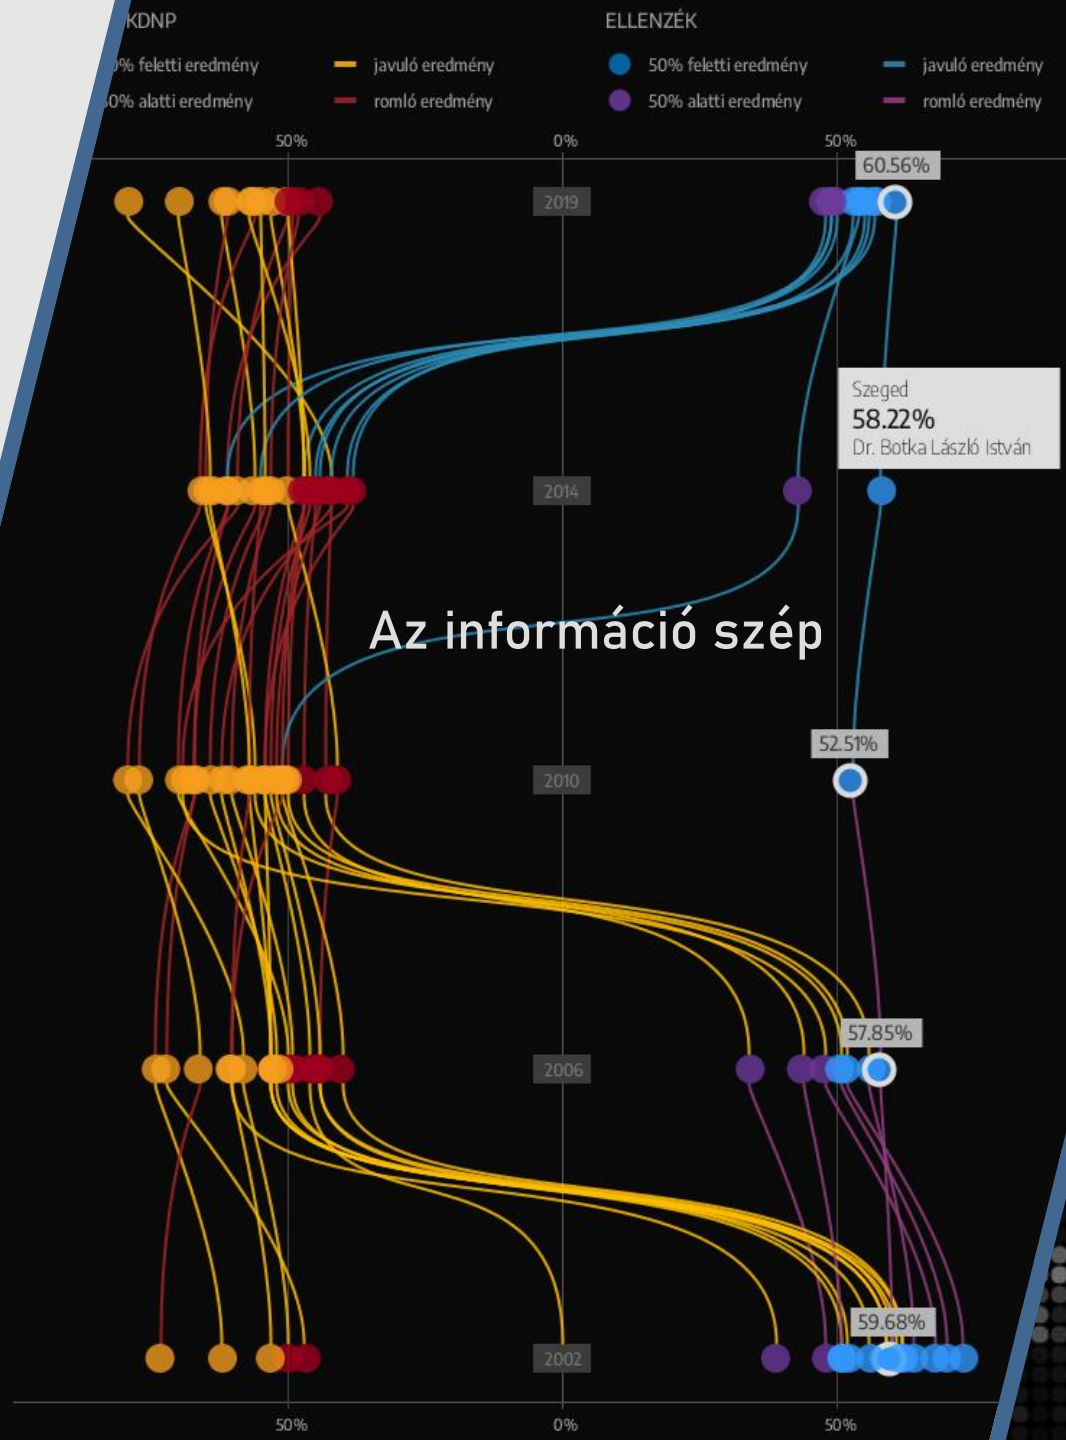 KDNP
ELLENZÉK
0% feletti eredmény
javuló eredmény
50% feletti eredmény
javuló eredmény
0% alatti eredmény
romló eredmény
50% alatti eredmény
romló eredmény
50%
0%
50%
60.56%
2019
Szeged
58.22%
Dr. Botka László István
2014
Az információ szép
52.51%
2010
57.85%
2006
59.68%
2002
50%
0%
50%